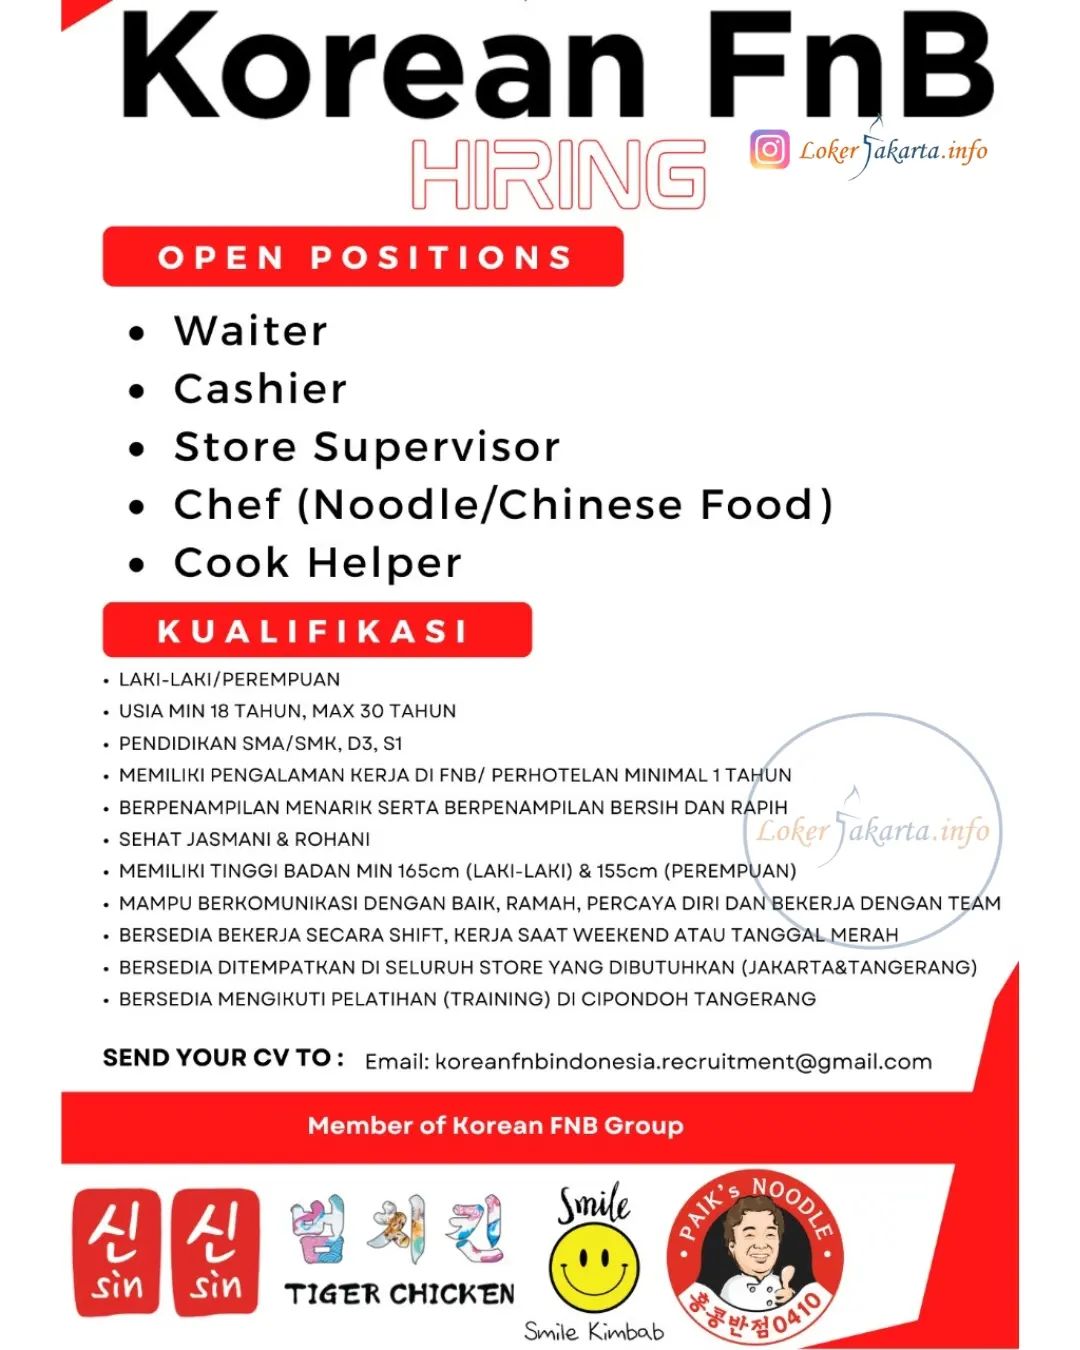 Korean FnB
HIRING
LokerJakarta.info
OPEN POSITIONS
• Waiter
• Cashier
• Store Supervisor
• Chef (Noodle/Chinese Food)
• Cook Helper
KUALIFIKASI
• LAKI-LAKI/PEREMPUAN
• USIA MIN 18 TAHUN, MAX 30 TAHUN
• PENDIDIKAN SMA/SMK, D3, S1
• MEMILIKI PENGALAMAN KERJA DI FNB/ PERHOTELAN MINIMAL 1 TAHUN
• BERPENAMPILAN MENARIK SERTA BERPENAMPILAN BERSIH DAN RAPIH
LokerJakarta.info
• SEHAT JASMANI & ROHANI
• MEMILIKI TINGGI BADAN MIN 165cm (LAKI-LAKI) & 155cm (PEREMPUAN)
• MAMPU BERKOMUNIKASI DENGAN BAIK, RAMAH, PERCAYA DIRI DAN BEKERJA DENGAN TEAM
• BERSEDIA BEKERJA SECARA SHIFT, KERJA SAAT WEEKEND ATAU TANGGAL MERAH
• BERSEDIA DITEMPATKAN DI SELURUH STORE YANG DIBUTUHKAN (JAKARTA&TANGERANG)
• BERSEDIA MENGIKUTI PELATIHAN (TRAINING) DI CIPONDOH TANGERANG
SEND YOUR CV TO : Email: koreanfnbindonesia.recruitment@gmail.com
Member of Korean FNB Group
신 신
sin sin
범치킨
TIGER CHICKEN
Smile
Smile Kimbab
PAIK's NOODLE
홍콩반점0410